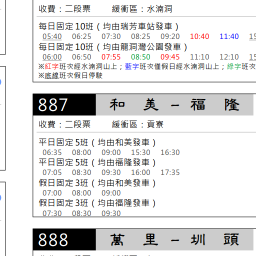 收費：二段票　緩衝區：水湳洞
每日固定10班（均由瑞芳車站發車）
05:40 06:25 07:30 08:25 09:20 10:40 11:40
每日固定10班（均由龍洞灣公園發車）
06:00 06:50 07:55 08:50 09:45 11:10 12:10
※紅字班次經水湳洞山上；藍字班次僅假日經水湳洞山上；綠字班次
※底線班次假日停駛
887 和美－福隆
收費：二段票　緩衝區：貢寮
平日固定5班（均由和美發車）
06:35 08:00 09:00 15:30 16:30
平日固定5班（均由福隆發車）
07:05 08:30 09:30 16:00 17:35
假日固定3班（均由和美發車）
07:00 08:00 09:00
假日固定3班（均由福隆發車）
07:30 08:30 09:30
888 萬里－圳頭